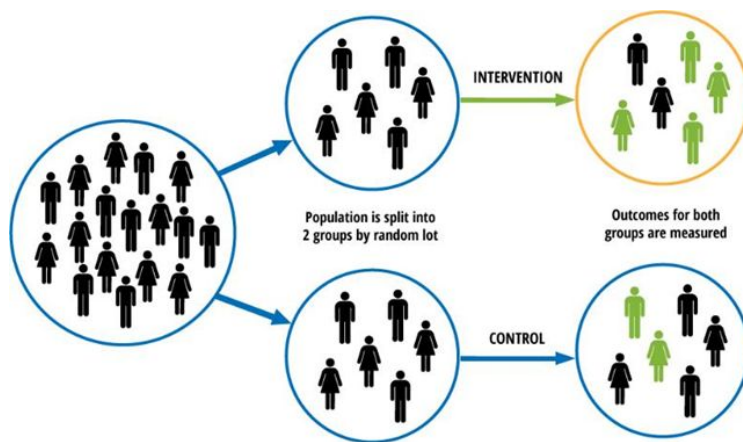 INTERVENTION
Population is split into
2 groups by random lot
Outcomes for both
groups are measured
CONTROL